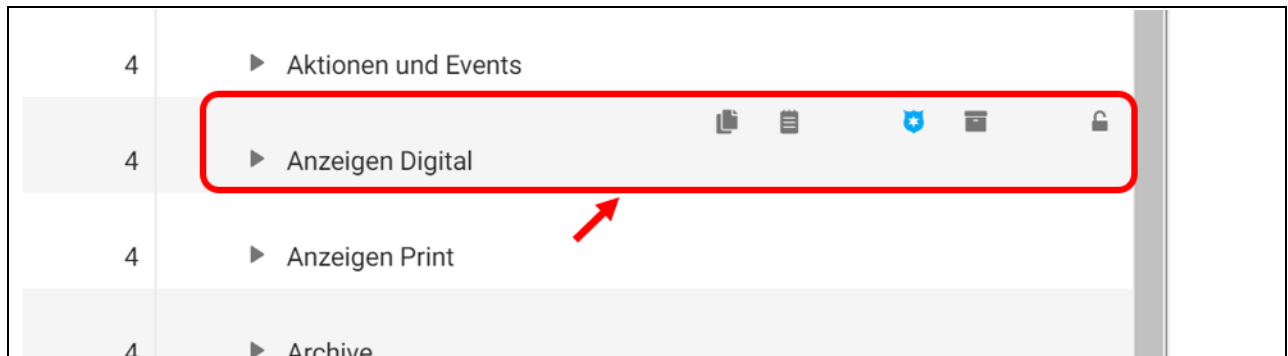 4 Aktionen und Events
4 Anzeigen Digital
4 Anzeigen Print
4 Archive